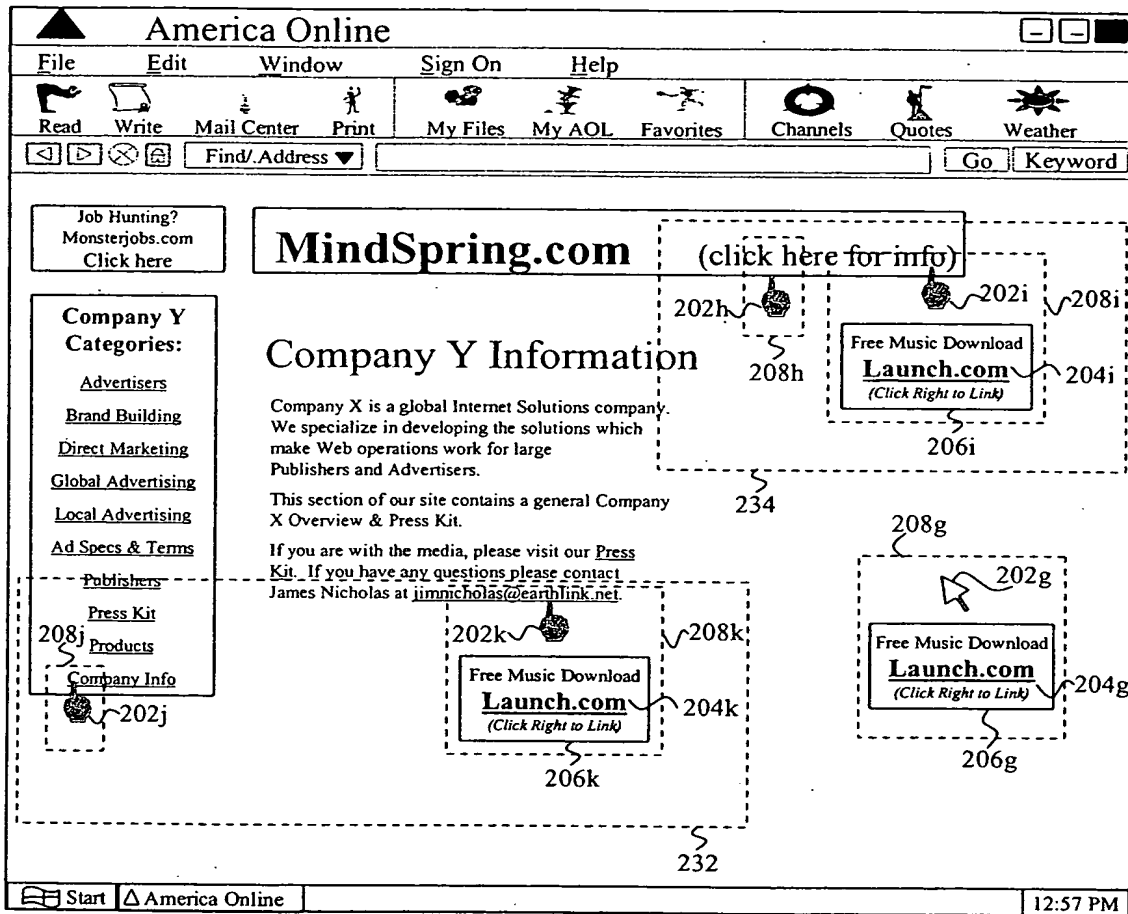 America Online
File Edit Window Sign On Help
Read Write Mail Center Print My Files My AOL Favorites Channels Quotes Weather
Find/.Address Go Keyword
Job Hunting?
Monsterjobs.com
Click here
MindSpring.com (click here for info)
202h
202i
208i
208h
Free Music Download
Launch.com
(Click Right to Link)
204i
206i
234
Company Y
Categories:
Advertisers
Brand Building
Direct Marketing
Global Advertising
Local Advertising
Ad Specs & Terms
Publishers
Press Kit
Products
Company Info
208j
202j
Company Y Information
Company X is a global Internet Solutions company.
We specialize in developing the solutions which
make Web operations work for large
Publishers and Advertisers.
This section of our site contains a general Company
X Overview & Press Kit.
If you are with the media, please visit our Press
Kit. If you have any questions please contact
James Nicholas at jimnicholas@earthlink.net.
202k
208k
Free Music Download
Launch.com
(Click Right to Link)
204k
206k
232
208g
202g
Free Music Download
Launch.com
(Click Right to Link)
204g
206g
Start America Online 12:57 PM